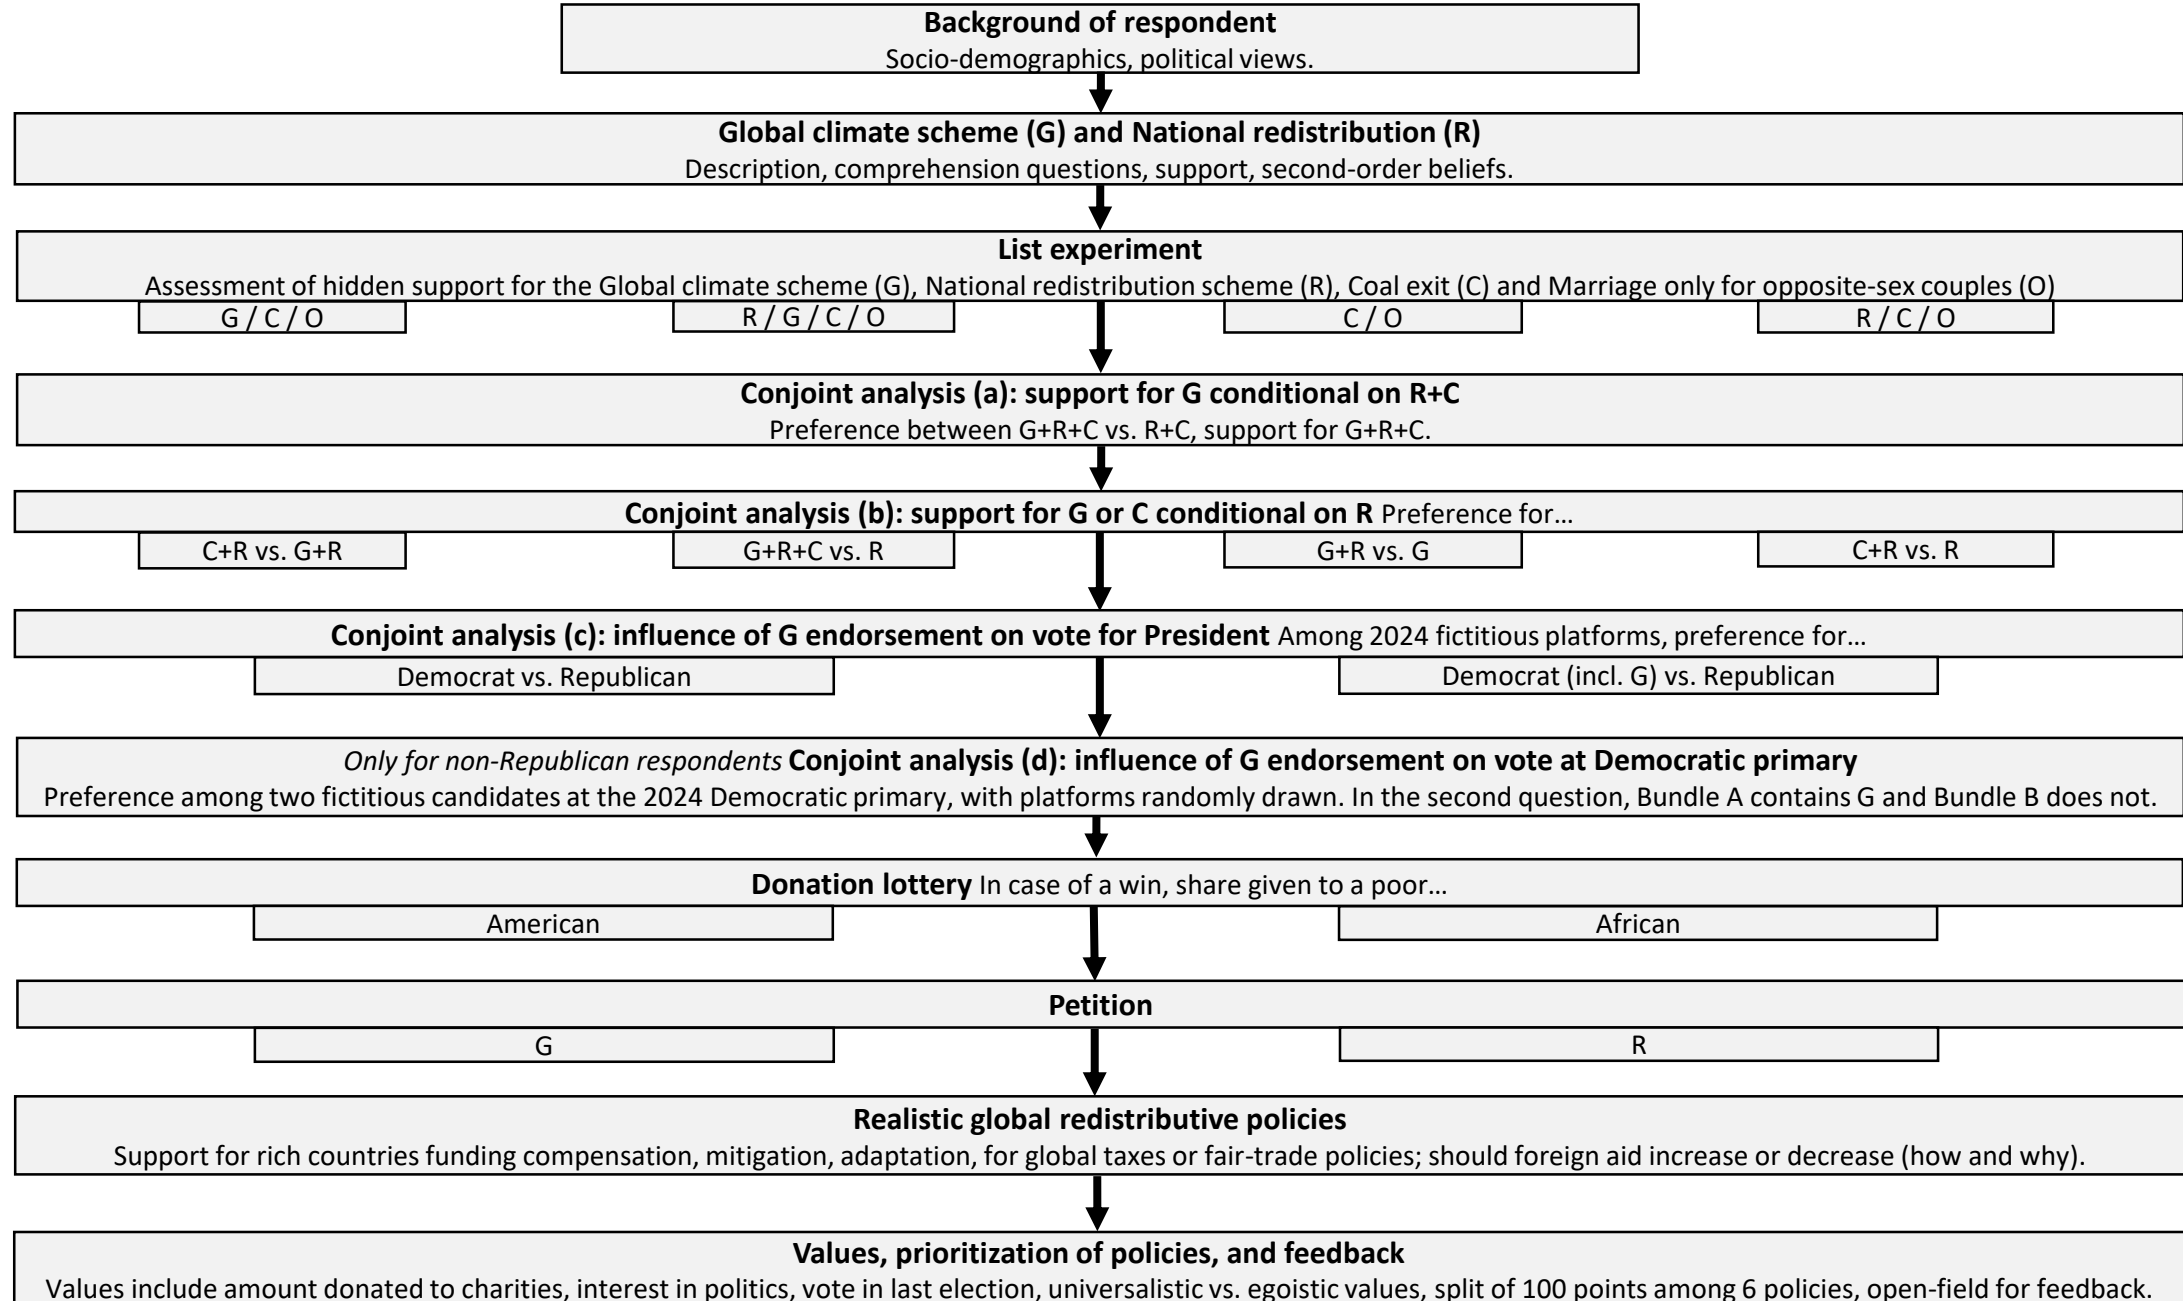 Background of respondent
Socio-demographics, political views.
Global climate scheme (G) and National redistribution (R)
Description, comprehension questions, support, second-order beliefs.
List experiment
Assessment of hidden support for the Global climate scheme (G), National redistribution scheme (R), Coal exit (C) and Marriage only for opposite-sex couples (O)
G / C / O
R / G / C / O
C / O
R / C / O
Conjoint analysis (a): support for G conditional on R+C
Preference between G+R+C vs. R+C, support for G+R+C.
Conjoint analysis (b): support for G or C conditional on R Preference for…
C+R vs. G+R
G+R+C vs. R
G+R vs. G
C+R vs. R
Conjoint analysis (c): influence of G endorsement on vote for President Among 2024 fictitious platforms, preference for…
Democrat vs. Republican
Democrat (incl. G) vs. Republican
Only for non-Republican respondents Conjoint analysis (d): influence of G endorsement on vote at Democratic primary
Preference among two fictitious candidates at the 2024 Democratic primary, with platforms randomly drawn. In the second question, Bundle A contains G and Bundle B does not.
Donation lottery In case of a win, share given to a poor…
American
African
Petition
G
R
Realistic global redistributive policies
Support for rich countries funding compensation, mitigation, adaptation, for global taxes or fair-trade policies; should foreign aid increase or decrease (how and why).
Values, prioritization of policies, and feedback
Values include amount donated to charities, interest in politics, vote in last election, universalistic vs. egoistic values, split of 100 points among 6 policies, open-field for feedback.